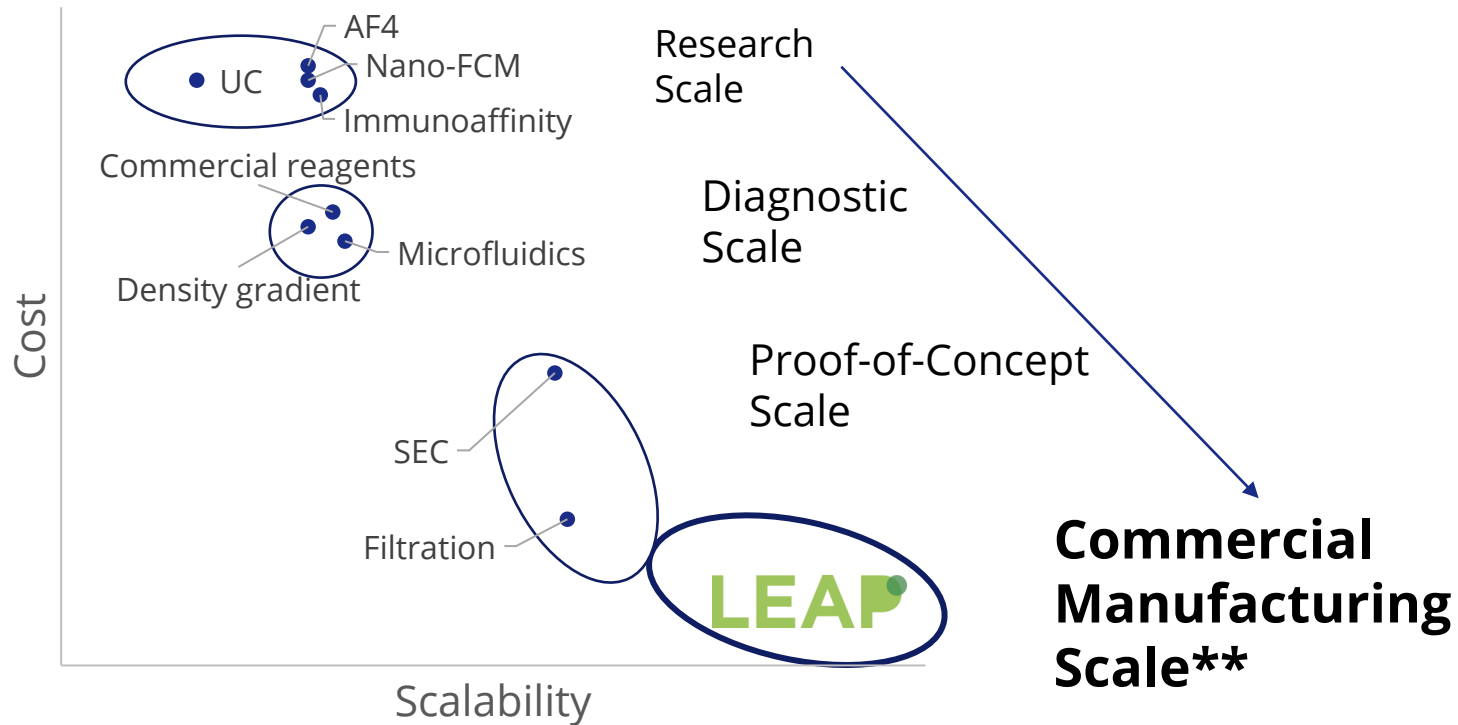 AF4
Nano-FCM
UC
Immunoaffinity
Commercial reagents
Microfluidics
Density gradient
SEC
Filtration
LEAP
Cost
Scalability
Research
Scale
Diagnostic
Scale
Proof-of-Concept
Scale
Commercial
Manufacturing
Scale**